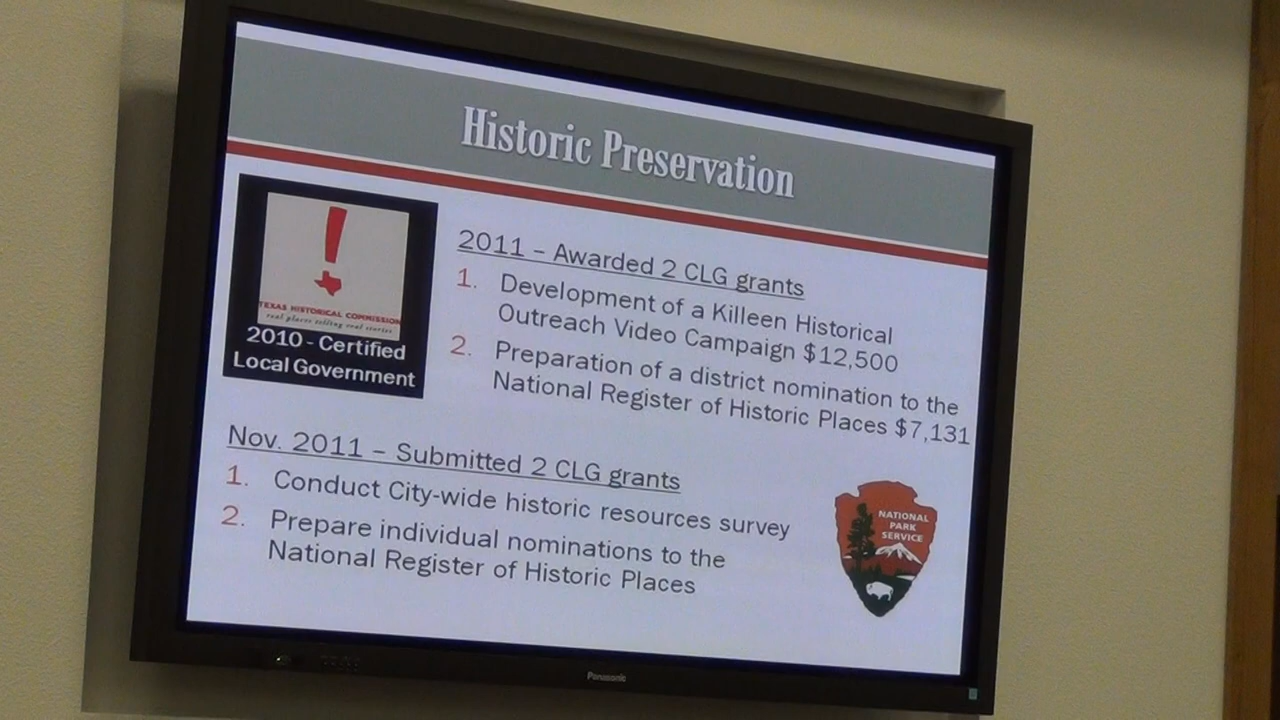 Historic Preservation
TEXAS HISTORICAL COMMISSION
real places telling real stories
2010 - Certified
Local Government
2011 – Awarded 2 CLG grants
1. Development of a Killeen Historical
Outreach Video Campaign $12,500
2. Preparation of a district nomination to the
National Register of Historic Places $7,131
Nov. 2011 – Submitted 2 CLG grants
1. Conduct City-wide historic resources survey
2. Prepare individual nominations to the
National Register of Historic Places
NATIONAL
PARK
SERVICE
Panasonic